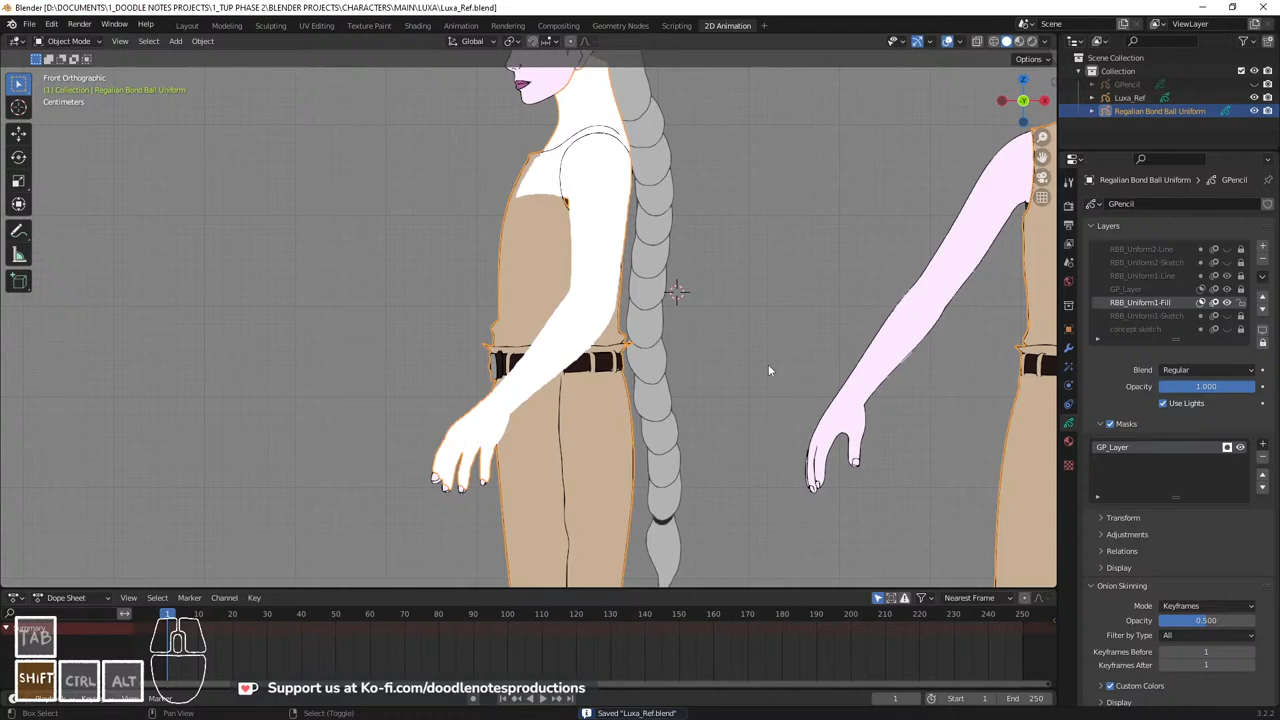 Blender [D:\DOCUMENTS\1_DOODLE NOTES PROJECTS\1_TUP PHASE 2\BLENDER PROJECTS\CHARACTERS\MAIN\LUXA\Luxa_Ref.blend]
File Edit Render Window Help Layout Modeling Sculpting UV Editing Texture Paint Shading Animation Rendering Compositing Geometry Nodes Scripting 2D Animation Scene ViewLayer
Object Mode View Select Add Object Global
Options
Front Orthographic
(1) Collection | Regalian Bond Ball Uniform
Centimeters
Z
Y
X
Scene Collection
Collection
GPencil
Luxa_Ref
Regalian Bond Ball Uniform
Regalian Bond Ball Uniform GPencil
GPencil
Layers
RBB_Uniform2-Line
RBB_Uniform2-Sketch
RBB_Uniform1-Line
GP_Layer
RBB_Uniform1-Fill
RBB_Uniform1-Sketch
concept sketch
Blend Regular
Opacity 1.000
Use Lights
Masks
GP_Layer
Transform
Adjustments
Relations
Display
Onion Skinning
Mode Keyframes
Opacity 0.500
Filter by Type All
Keyframes Before 1
Keyframes After 1
Custom Colors
Display
Dope Sheet View Select Marker Channel Key Nearest Frame
1 10 20 30 40 50 60 70 80 90 100 110 120 130 140 150 160 170 180 190 200 210 220 230 240 250
Summary
TAB
SHIFT CTRL ALT
Support us at Ko-fi.com/doodlenotesproductions
Marker
1 Start 1 End 250
Box Select Pan View Select (Toggle) Saved "Luxa_Ref.blend" 3.2.2